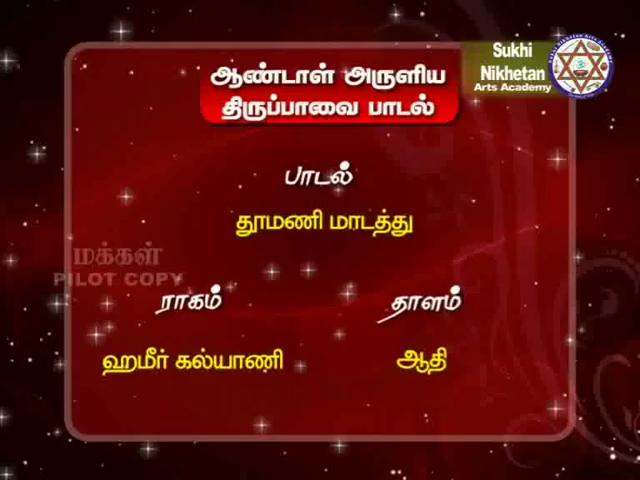 Sukhi
Nikhetan
Arts Academy
ஆண்டாள் அருளிய
திருப்பாவை பாடல்
பாடல்
தூமணி மாடத்து
மக்கள்
PILOT COPY
ராகம்
தாளம்
ஹமீர் கல்யாணி
ஆதி